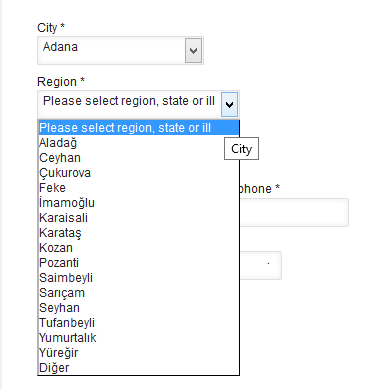 City *
Adana
Region *
Please select region, state or ill
Please select region, state or ill
Aladağ
City
Ceyhan
Çukurova
Feke
phone *
İmamoğlu
Karaisali
Karataş
Kozan
Pozanti
Saimbeyli
Sarıçam
Seyhan
Tufanbeyli
Yumurtalık
Yüreğir
Diğer